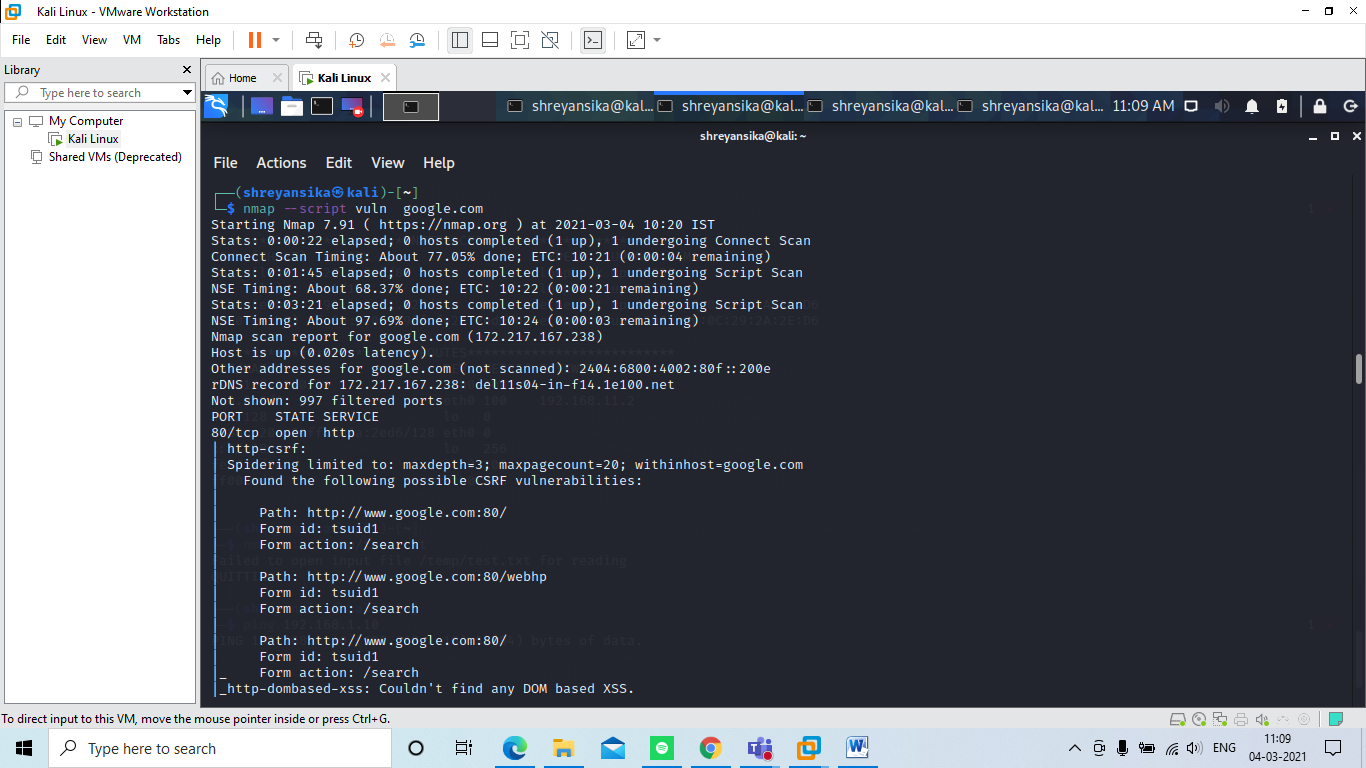 Kali Linux - VMware Workstation
File Edit View VM Tabs Help
Library
Type here to search
My Computer
Kali Linux
Shared VMs (Deprecated)
Home
Kali Linux
shreyansika@kal...
shreyansika@kal...
shreyansika@kal...
shreyansika@kal...
11:09 AM
shreyansika@kali: ~
File Actions Edit View Help
┌──(shreyansika㉿kali)-[~]
└─$ nmap --script vuln  google.com
Starting Nmap 7.91 ( https://nmap.org ) at 2021-03-04 10:20 IST
Stats: 0:00:22 elapsed; 0 hosts completed (1 up), 1 undergoing Connect Scan
Connect Scan Timing: About 77.05% done; ETC: 10:21 (0:00:04 remaining)
Stats: 0:01:45 elapsed; 0 hosts completed (1 up), 1 undergoing Script Scan
NSE Timing: About 68.37% done; ETC: 10:22 (0:00:21 remaining)
Stats: 0:03:21 elapsed; 0 hosts completed (1 up), 1 undergoing Script Scan
NSE Timing: About 97.69% done; ETC: 10:24 (0:00:03 remaining)
Nmap scan report for google.com (172.217.167.238)
Host is up (0.020s latency).
Other addresses for google.com (not scanned): 2404:6800:4002:80f::200e
rDNS record for 172.217.167.238: del11s04-in-f14.1e100.net
Not shown: 997 filtered ports
PORT    STATE SERVICE
80/tcp  open  http
| http-csrf:
| Spidering limited to: maxdepth=3; maxpagecount=20; withinhost=google.com
|   Found the following possible CSRF vulnerabilities:
|
|     Path: http://www.google.com:80/
|     Form id: tsuid1
|     Form action: /search
|
|     Path: http://www.google.com:80/webhp
|     Form id: tsuid1
|     Form action: /search
|
|     Path: http://www.google.com:80/
|     Form id: tsuid1
|_    Form action: /search
|_http-dombased-xss: Couldn't find any DOM based XSS.
To direct input to this VM, move the mouse pointer inside or press Ctrl+G.
Type here to search
ENG
11:09
04-03-2021